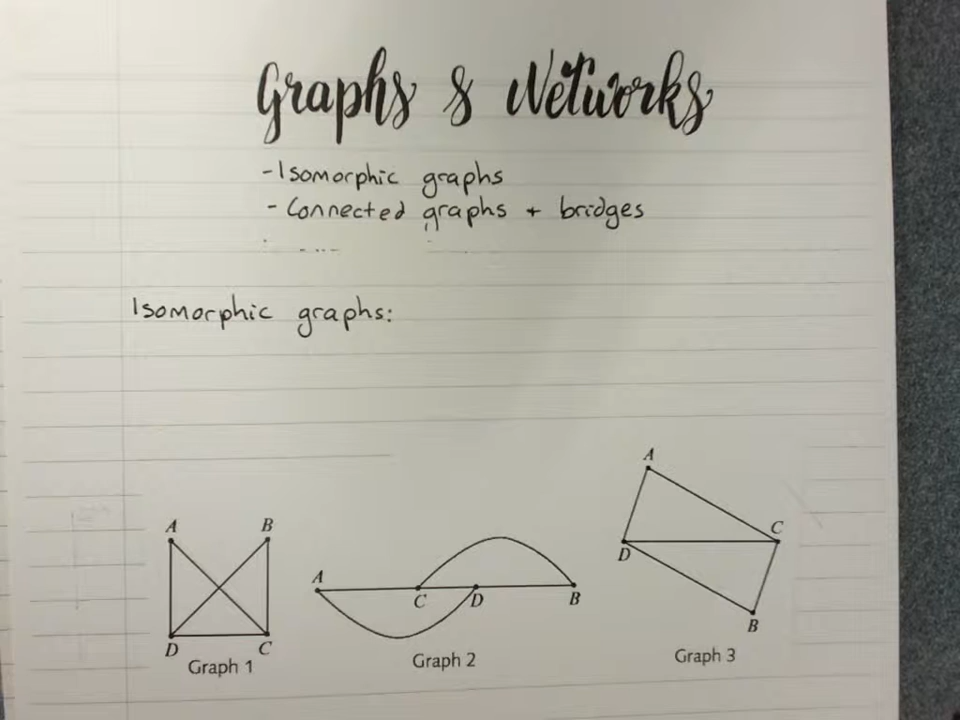 Graphs & Networks
- Isomorphic graphs
- Connected graphs + bridges
Isomorphic graphs:
A
B
D
C
Graph 1
A
C
D
B
Graph 2
A
C
D
B
Graph 3